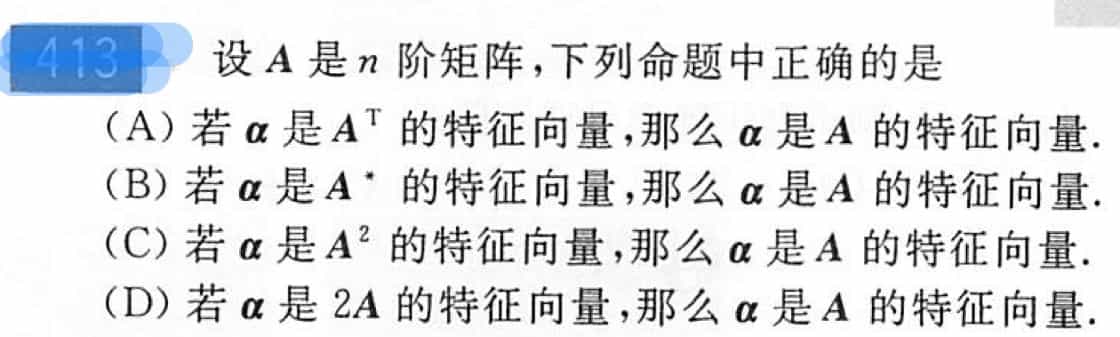 413 设 A 是 n 阶矩阵,下列命题中正确的是
(A) 若 α 是 Aᵀ 的特征向量,那么 α 是 A 的特征向量.
(B) 若 α 是 A* 的特征向量,那么 α 是 A 的特征向量.
(C) 若 α 是 A² 的特征向量,那么 α 是 A 的特征向量.
(D) 若 α 是 2A 的特征向量,那么 α 是 A 的特征向量.